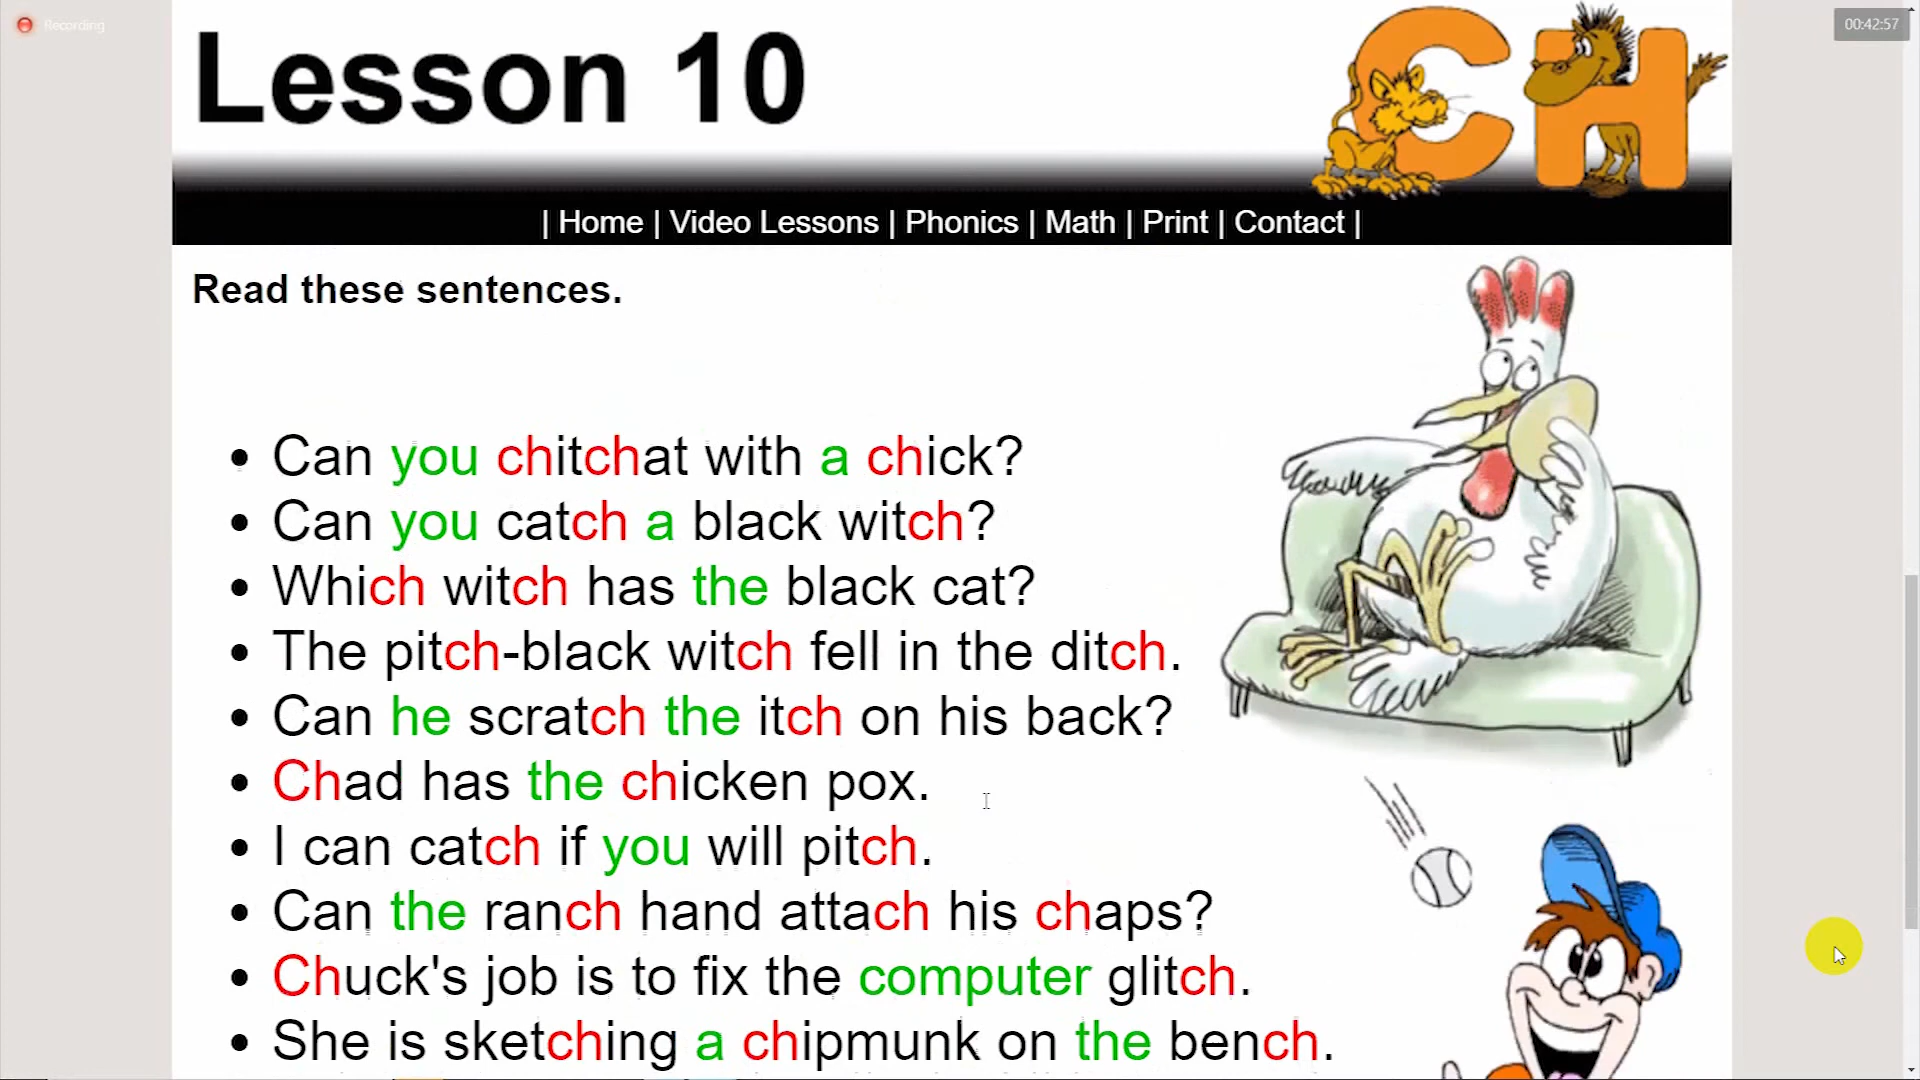 Recording
00:42:57
Lesson 10
CH
| Home | Video Lessons | Phonics | Math | Print | Contact |
Read these sentences.
• Can you chitchat with a chick?
• Can you catch a black witch?
• Which witch has the black cat?
• The pitch-black witch fell in the ditch.
• Can he scratch the itch on his back?
• Chad has the chicken pox.
• I can catch if you will pitch.
• Can the ranch hand attach his chaps?
• Chuck's job is to fix the computer glitch.
• She is sketching a chipmunk on the bench.